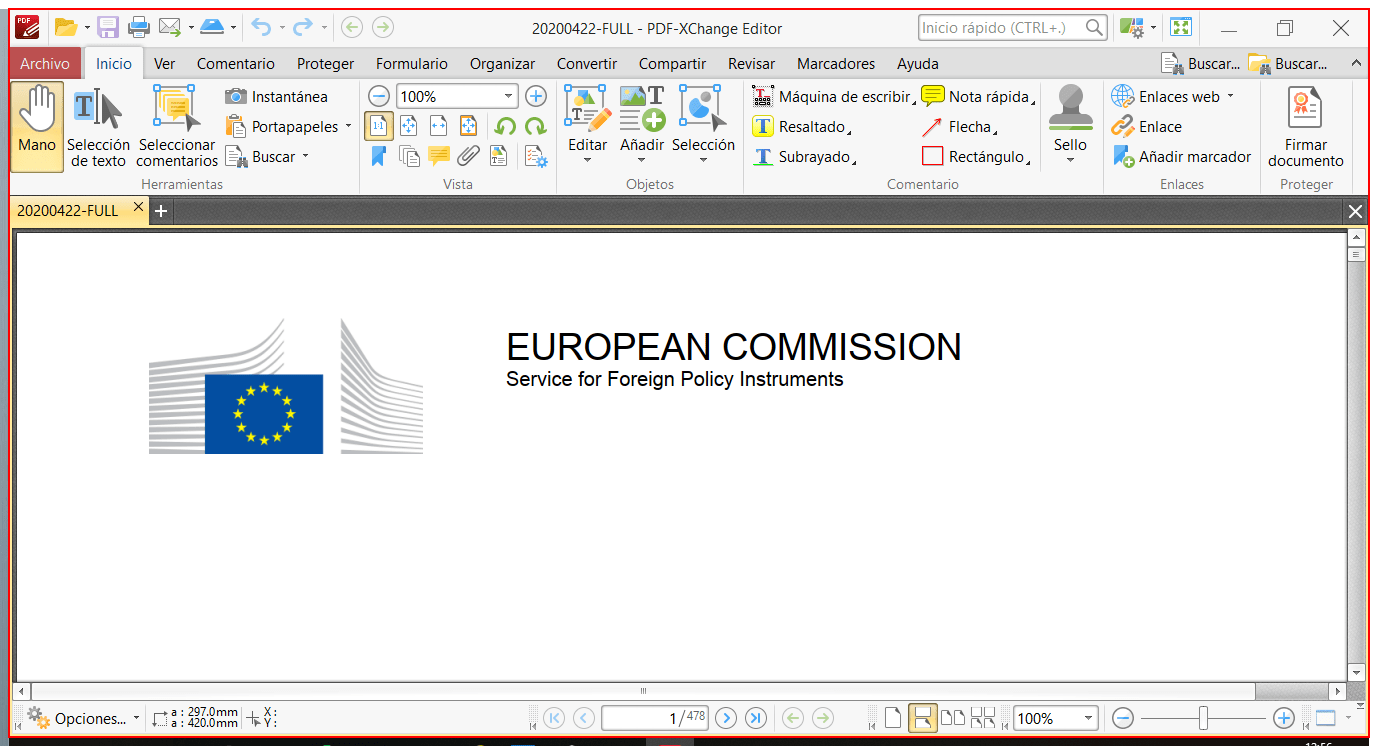 20200422-FULL - PDF-XChange Editor
Inicio rápido (CTRL+.)
Archivo Inicio Ver Comentario Proteger Formulario Organizar Convertir Compartir Revisar Marcadores Ayuda Buscar... Buscar...
Mano
Selección de texto
Seleccionar comentarios
Instantánea
Portapapeles
Buscar
Herramientas
100%
1:1
Vista
Editar
Añadir
Selección
Objetos
Máquina de escribir
Resaltado
Subrayado
Nota rápida
Flecha
Rectángulo
Sello
Comentario
Enlaces web
Enlace
Añadir marcador
Enlaces
Firmar documento
Proteger
20200422-FULL
EUROPEAN COMMISSION
Service for Foreign Policy Instruments
Opciones...
a : 297.0mm
a : 420.0mm
X:
Y:
1/478
100%